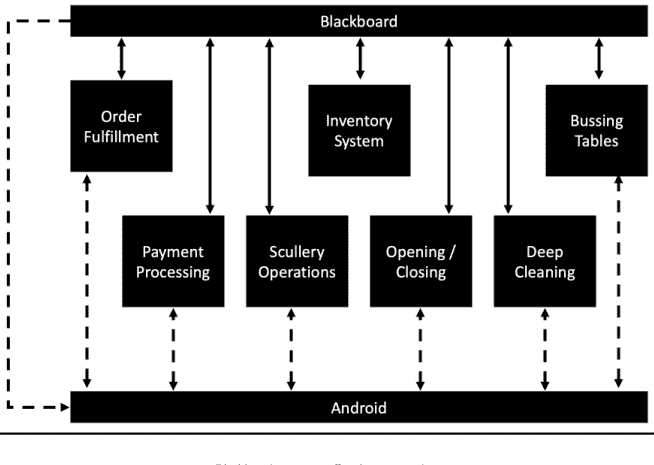 Blackboard
Order
Fulfillment
Inventory
System
Bussing
Tables
Payment
Processing
Scullery
Operations
Opening /
Closing
Deep
Cleaning
Android